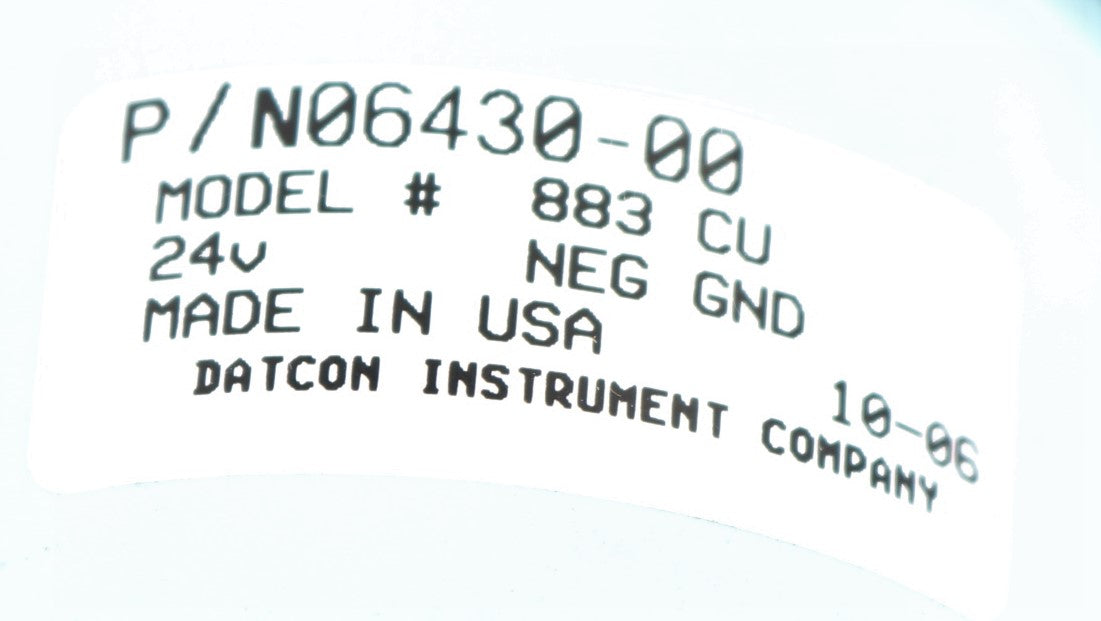 P/N06430-00
MODEL # 883 CU
24v NEG GND
MADE IN USA
10-06
DATCON INSTRUMENT COMPANY